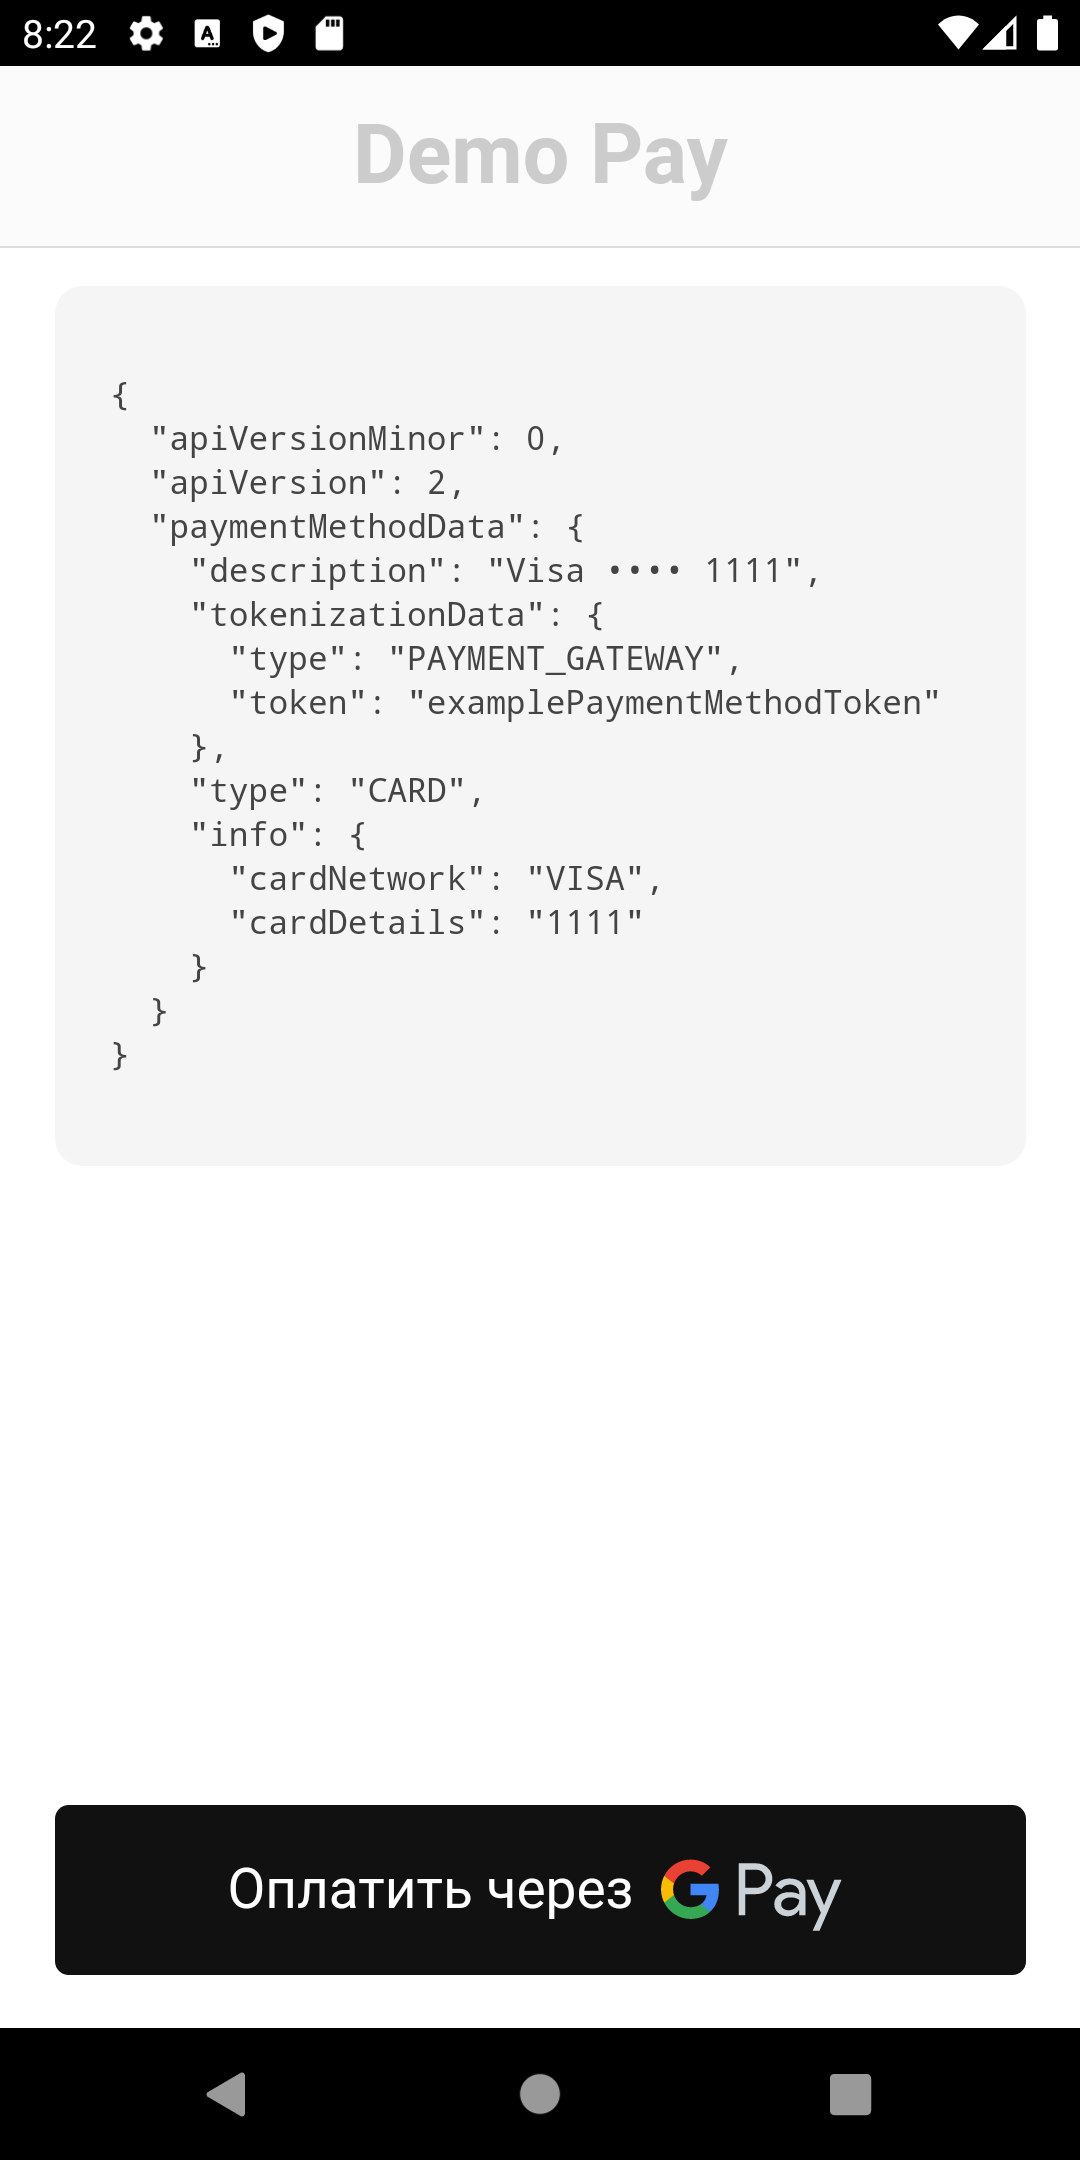 8:22
Demo Pay
{
  "apiVersionMinor": 0,
  "apiVersion": 2,
  "paymentMethodData": {
    "description": "Visa •••• 1111",
    "tokenizationData": {
      "type": "PAYMENT_GATEWAY",
      "token": "examplePaymentMethodToken"
    },
    "type": "CARD",
    "info": {
      "cardNetwork": "VISA",
      "cardDetails": "1111"
    }
  }
}
Оплатить через G Pay